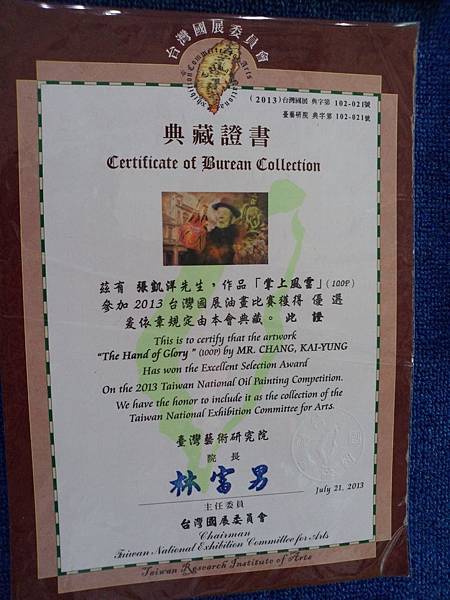 台灣國展委員會
(2013)台灣國展 典字第 102-021號
臺藝研院 典字第 102-021號
典藏證書
Certificate of Burean Collection
茲有 張凱洋先生，作品「掌上風雲」(100P)
參加 2013 台灣國展油畫比賽獲得 優 選
爰依章規定由本會典藏。 此 證
This is to certify that the artwork
“The Hand of Glory ” (100P) by MR. CHANG, KAI-YUNG
Has won the Excellent Selection Award
On the 2013 Taiwan National Oil Painting Competition.
We have the honor to include it as the collection of the
Taiwan National Exhibition Committee for Arts.
臺灣藝術研究院
院 長
林富男
July 21, 2013
主任委員
台灣國展委員會
Chairman
Taiwan National Exhibition Committee for Arts
Taiwan Research Institute of Arts